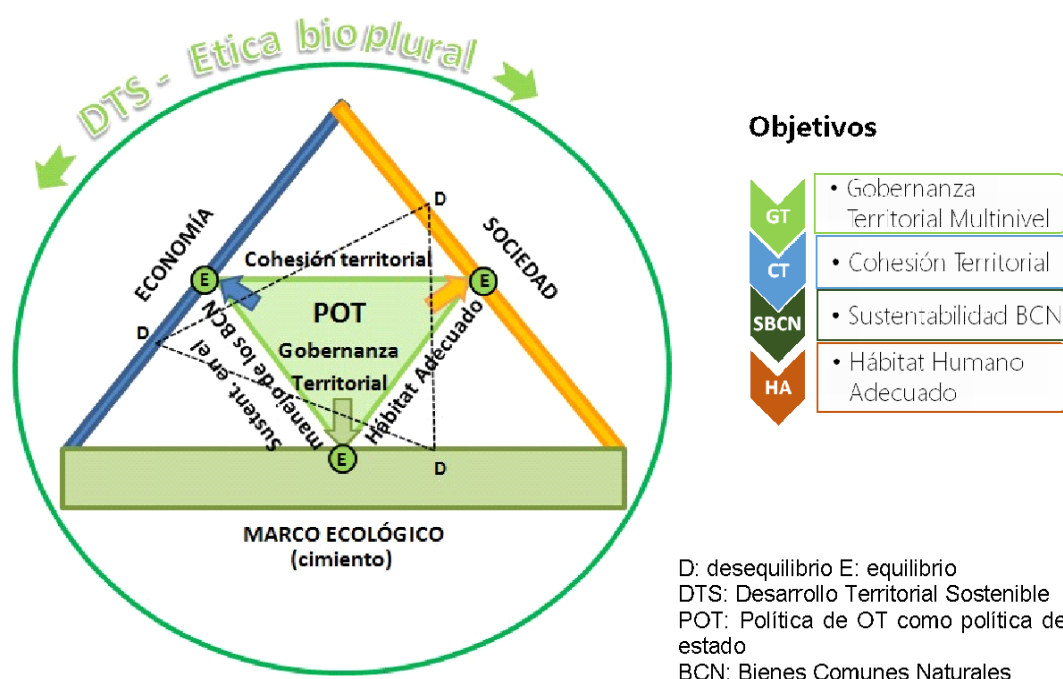 DTS - Etica bio plural
D
ECONOMÍA
SOCIEDAD
Cohesión territorial
E
E
POT
D
Gobernanza
Territorial
Sustent. en el
manejo de los BCN
Hábitat Adecuado
E
D
MARCO ECOLÓGICO
(cimiento)
Objetivos
GT
• Gobernanza
Territorial Multinivel
CT
• Cohesión Territorial
SBCN
• Sustentabilidad BCN
HA
• Hábitat Humano
Adecuado
D: desequilibrio E: equilibrio
DTS: Desarrollo Territorial Sostenible
POT: Política de OT como política de
estado
BCN: Bienes Comunes Naturales